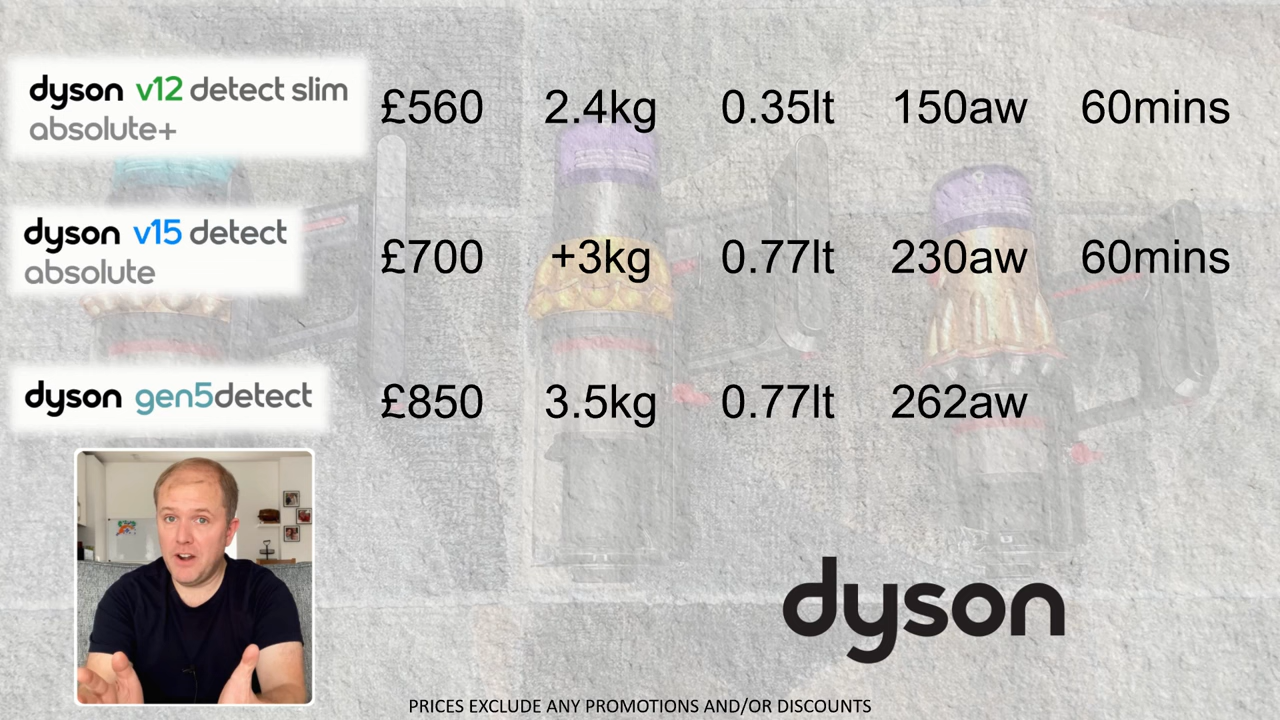 dyson v12 detect slim
absolute+
£560 2.4kg 0.35lt 150aw 60mins
dyson v15 detect
absolute
£700 +3kg 0.77lt 230aw 60mins
dyson gen5detect
£850 3.5kg 0.77lt 262aw
dyson
PRICES EXCLUDE ANY PROMOTIONS AND/OR DISCOUNTS